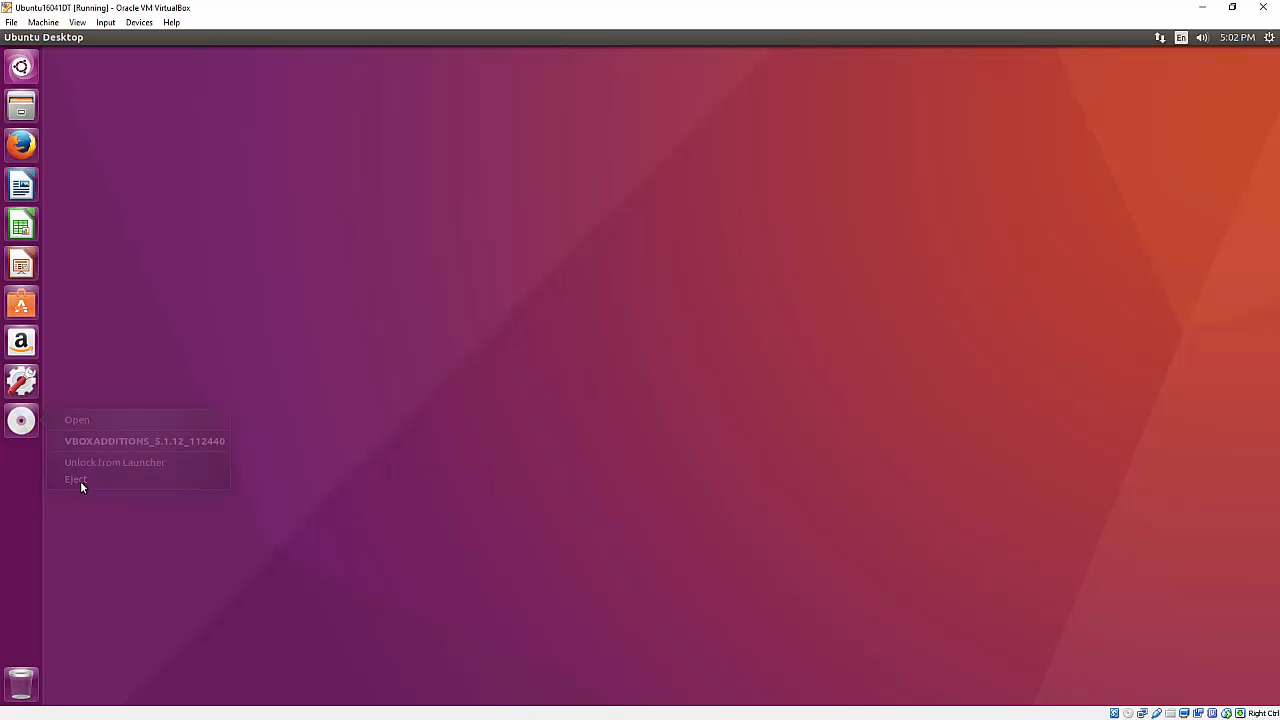 Ubuntu16041DT [Running] - Oracle VM VirtualBox
File Machine View Input Devices Help
Ubuntu Desktop En 5:02 PM
Open
VBOXADDITIONS_5.1.12_112440
Unlock from Launcher
Eject
Right Ctrl